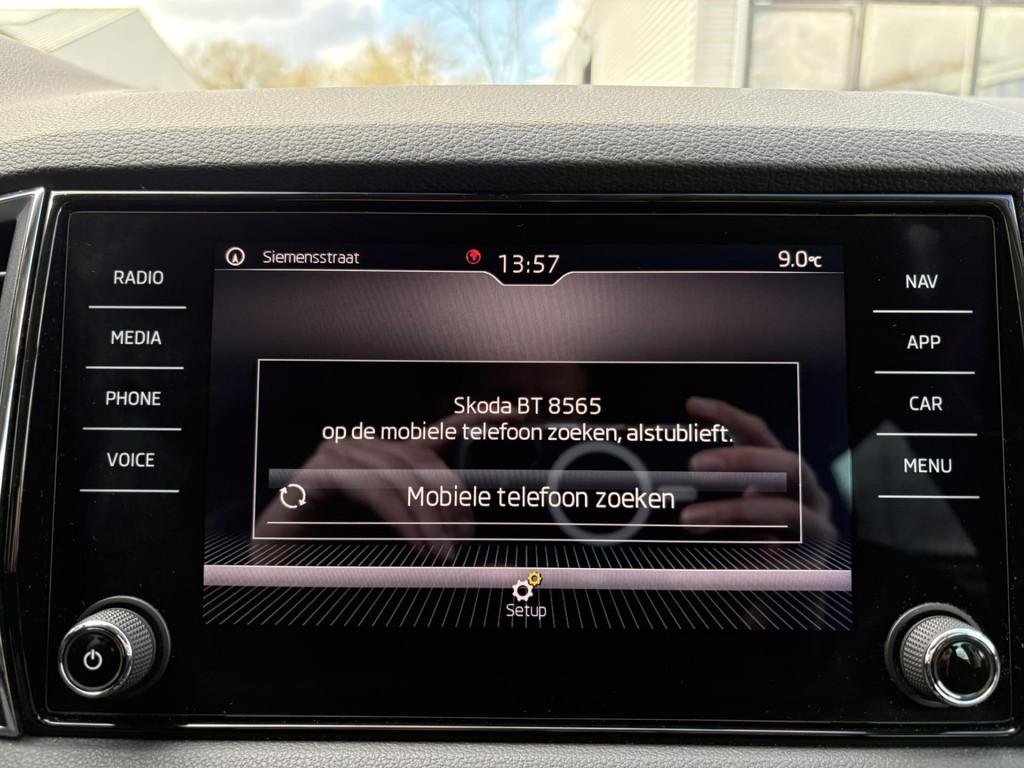 Siemensstraat
13:57
9.0°C
RADIO
MEDIA
PHONE
VOICE
NAV
APP
CAR
MENU
Skoda BT 8565
op de mobiele telefoon zoeken, alstublieft.
Mobiele telefoon zoeken
Setup